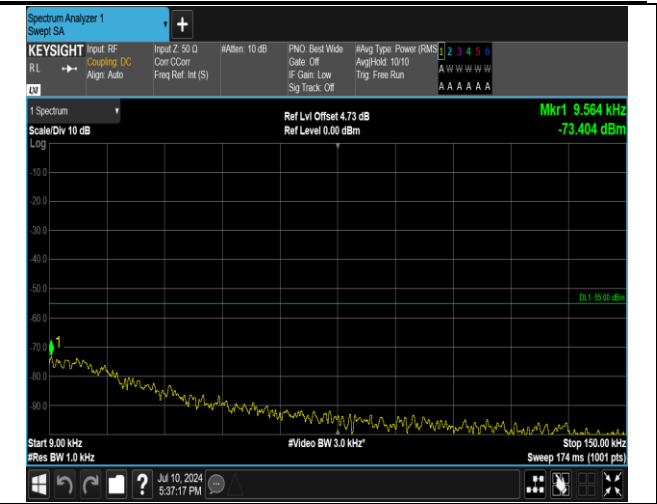 Spectrum Analyzer 1
Swept SA
+
KEYSIGHT
RL
LXI
Input: RF
Coupling: DC
Align: Auto
Input Z: 50 Ω
Corr CCorr
Freq Ref: Int (S)
#Atten: 10 dB
PNO: Best Wide
Gate: Off
IF Gain: Low
Sig Track: Off
#Avg Type: Power (RMS
Avg|Hold: 10/10
Trig: Free Run
1 2 3 4 5 6
A W W W W W
A A A A A A
1 Spectrum
Scale/Div 10 dB
Log
Ref Lvl Offset 4.73 dB
Ref Level 0.00 dBm
Mkr1 9.564 kHz
-73.404 dBm
-10.0
-20.0
-30.0
-40.0
-50.0
DL1 -55.00 dBm
-60.0
-70.0
1
-80.0
-90.0
Start 9.00 kHz
#Res BW 1.0 kHz
#Video BW 3.0 kHz*
Stop 150.00 kHz
Sweep 174 ms (1001 pts)
?
Jul 10, 2024
5:37:17 PM